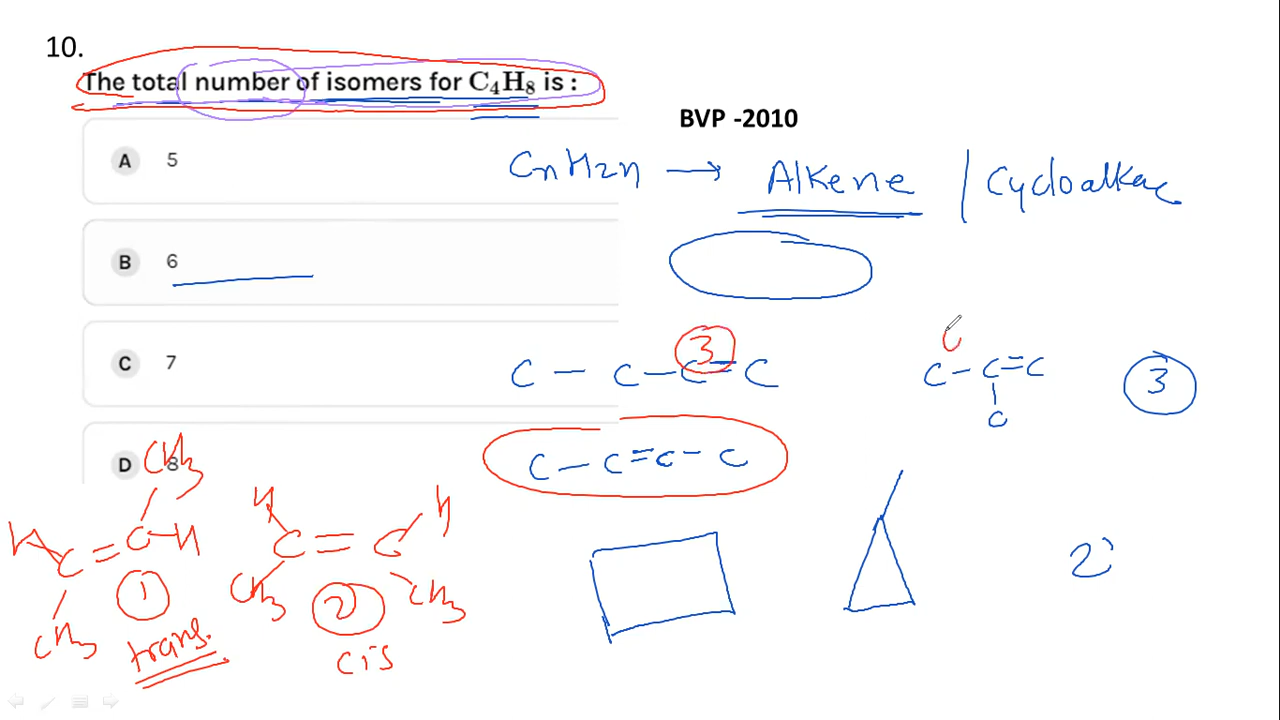 10.
The total number of isomers for C₄H₈ is :
BVP -2010
A 5
CnH2n → Alkene | Cycloalkane
B 6
3
C 7
C - C - C = C
C - C = C
C
3
D 8
C - C = C - C
CH3
H C = C H
CH3
1
trans.
H H
C = C
CH3 CH3
2
cis
2